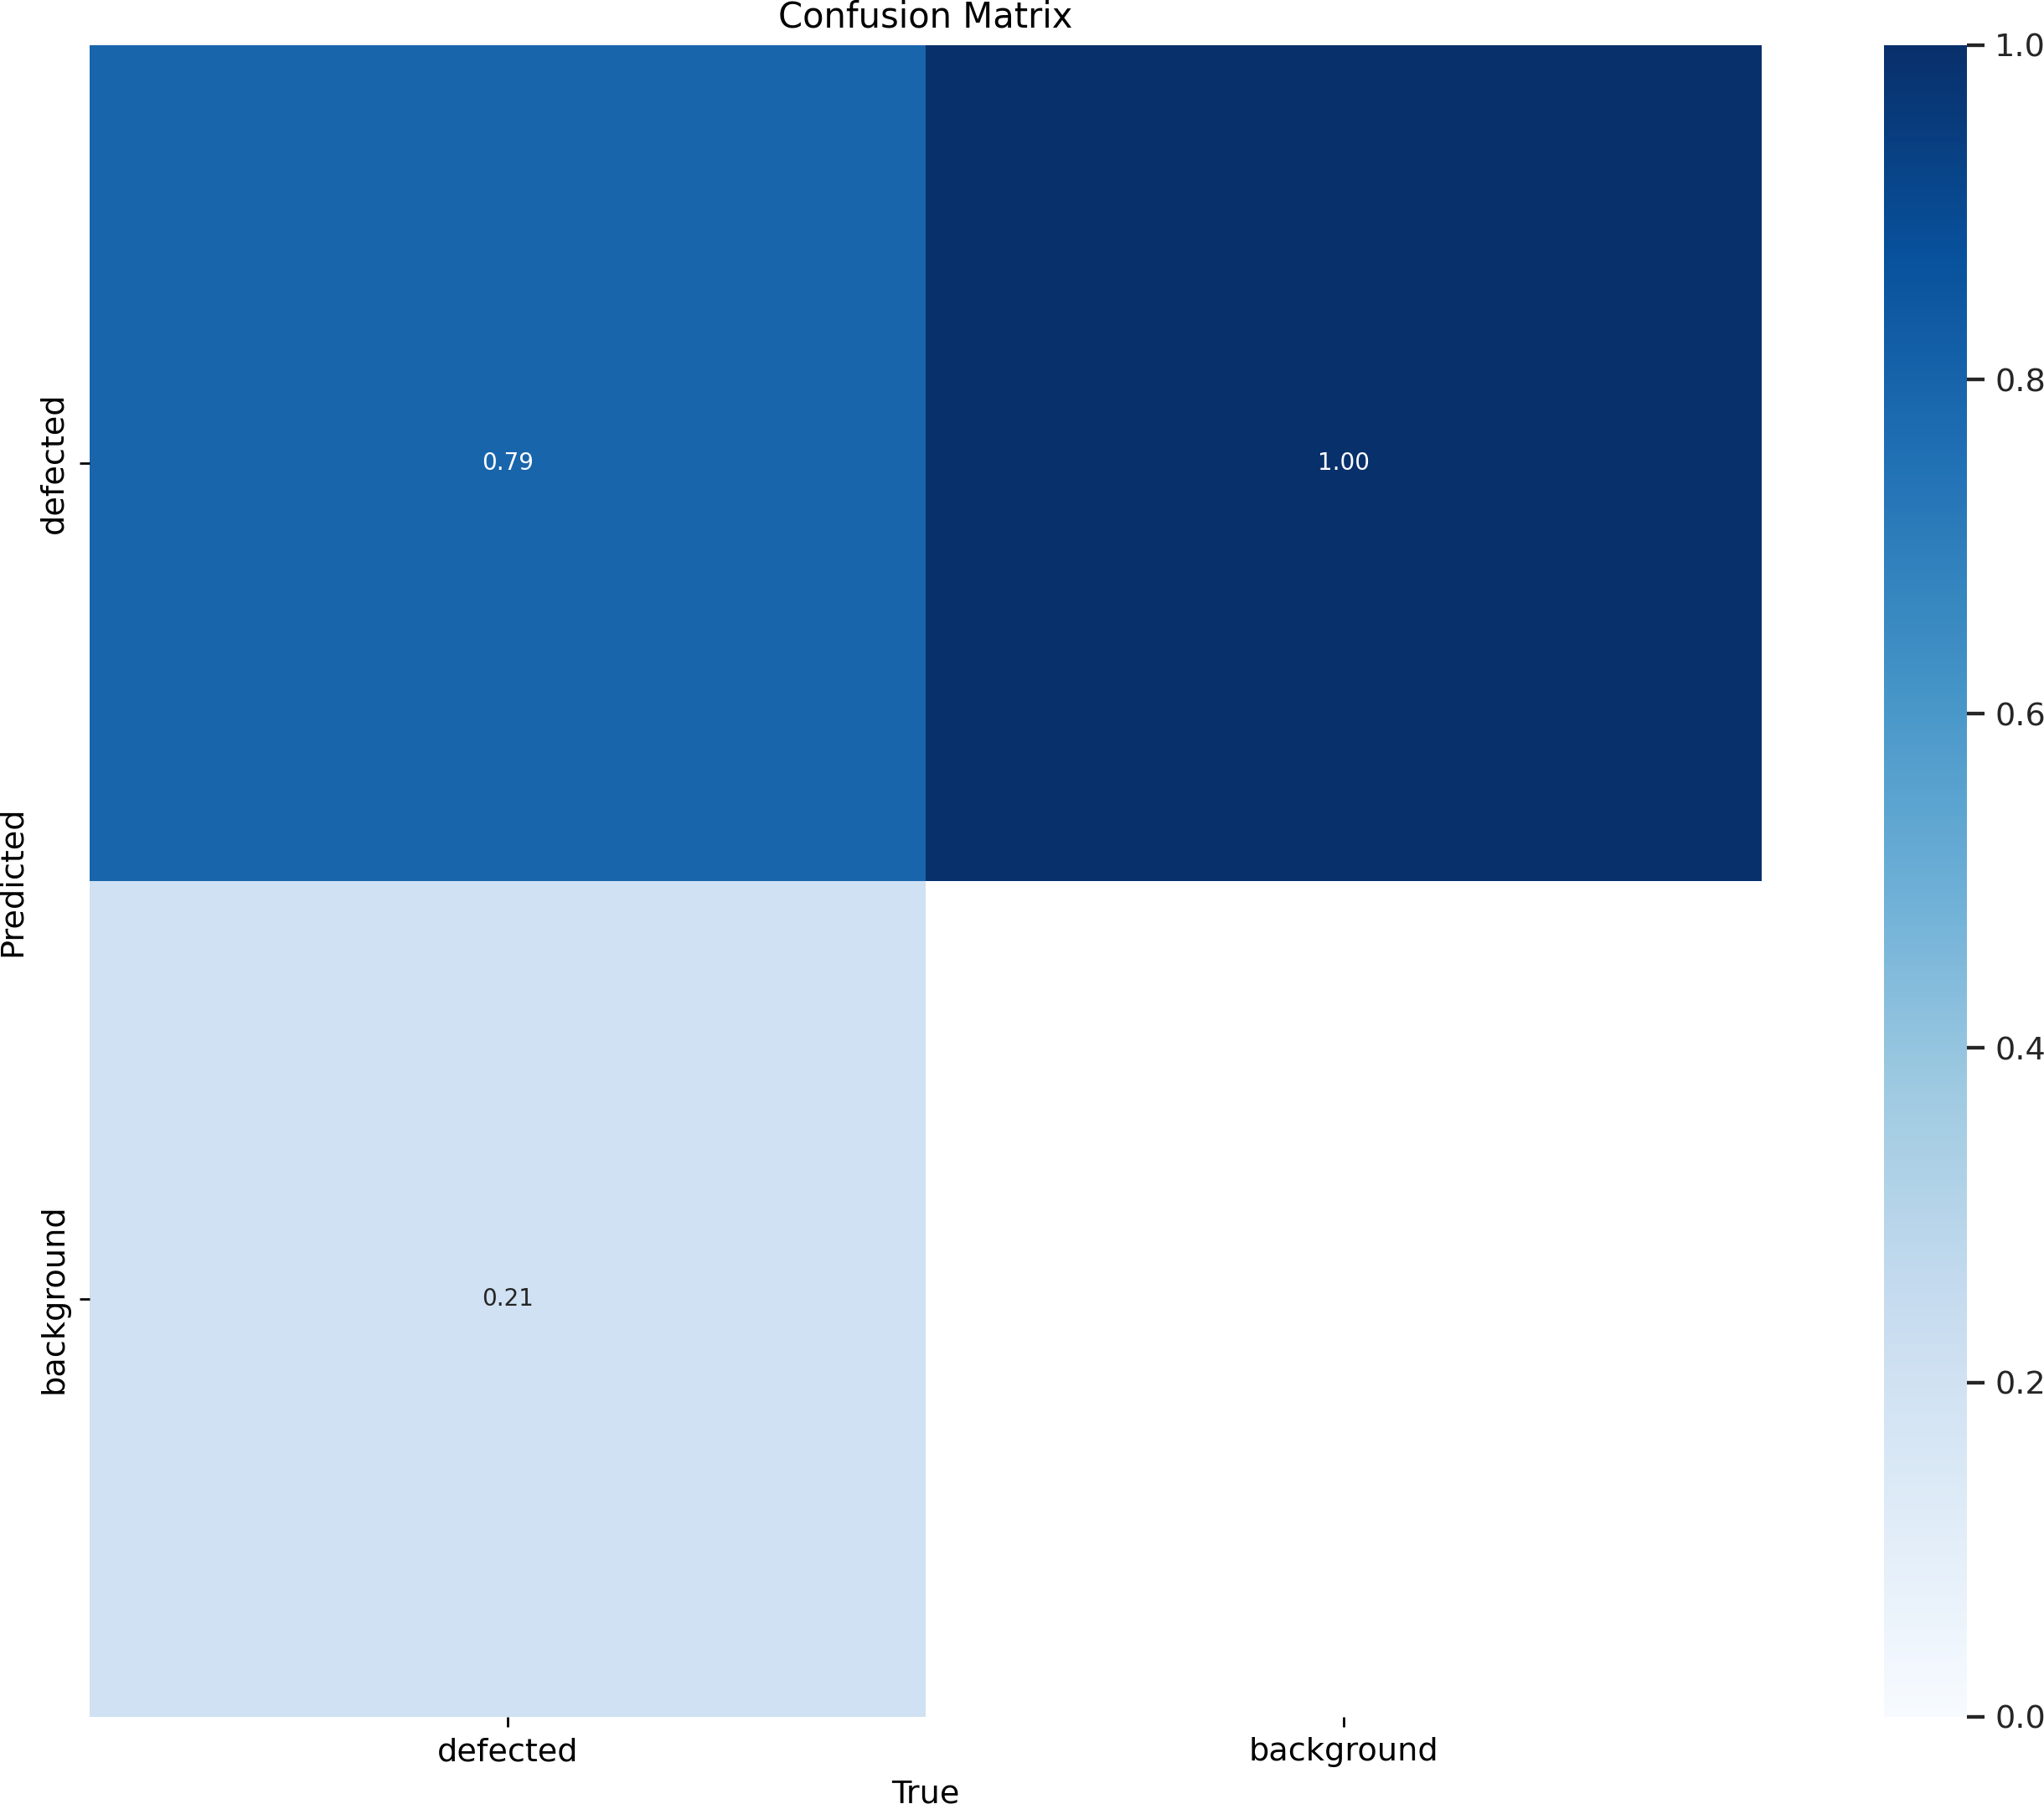 Confusion Matrix
1.0
0.8
0.6
0.4
0.2
0.0
Predicted
defected
background
0.79
1.00
0.21
defected
background
True